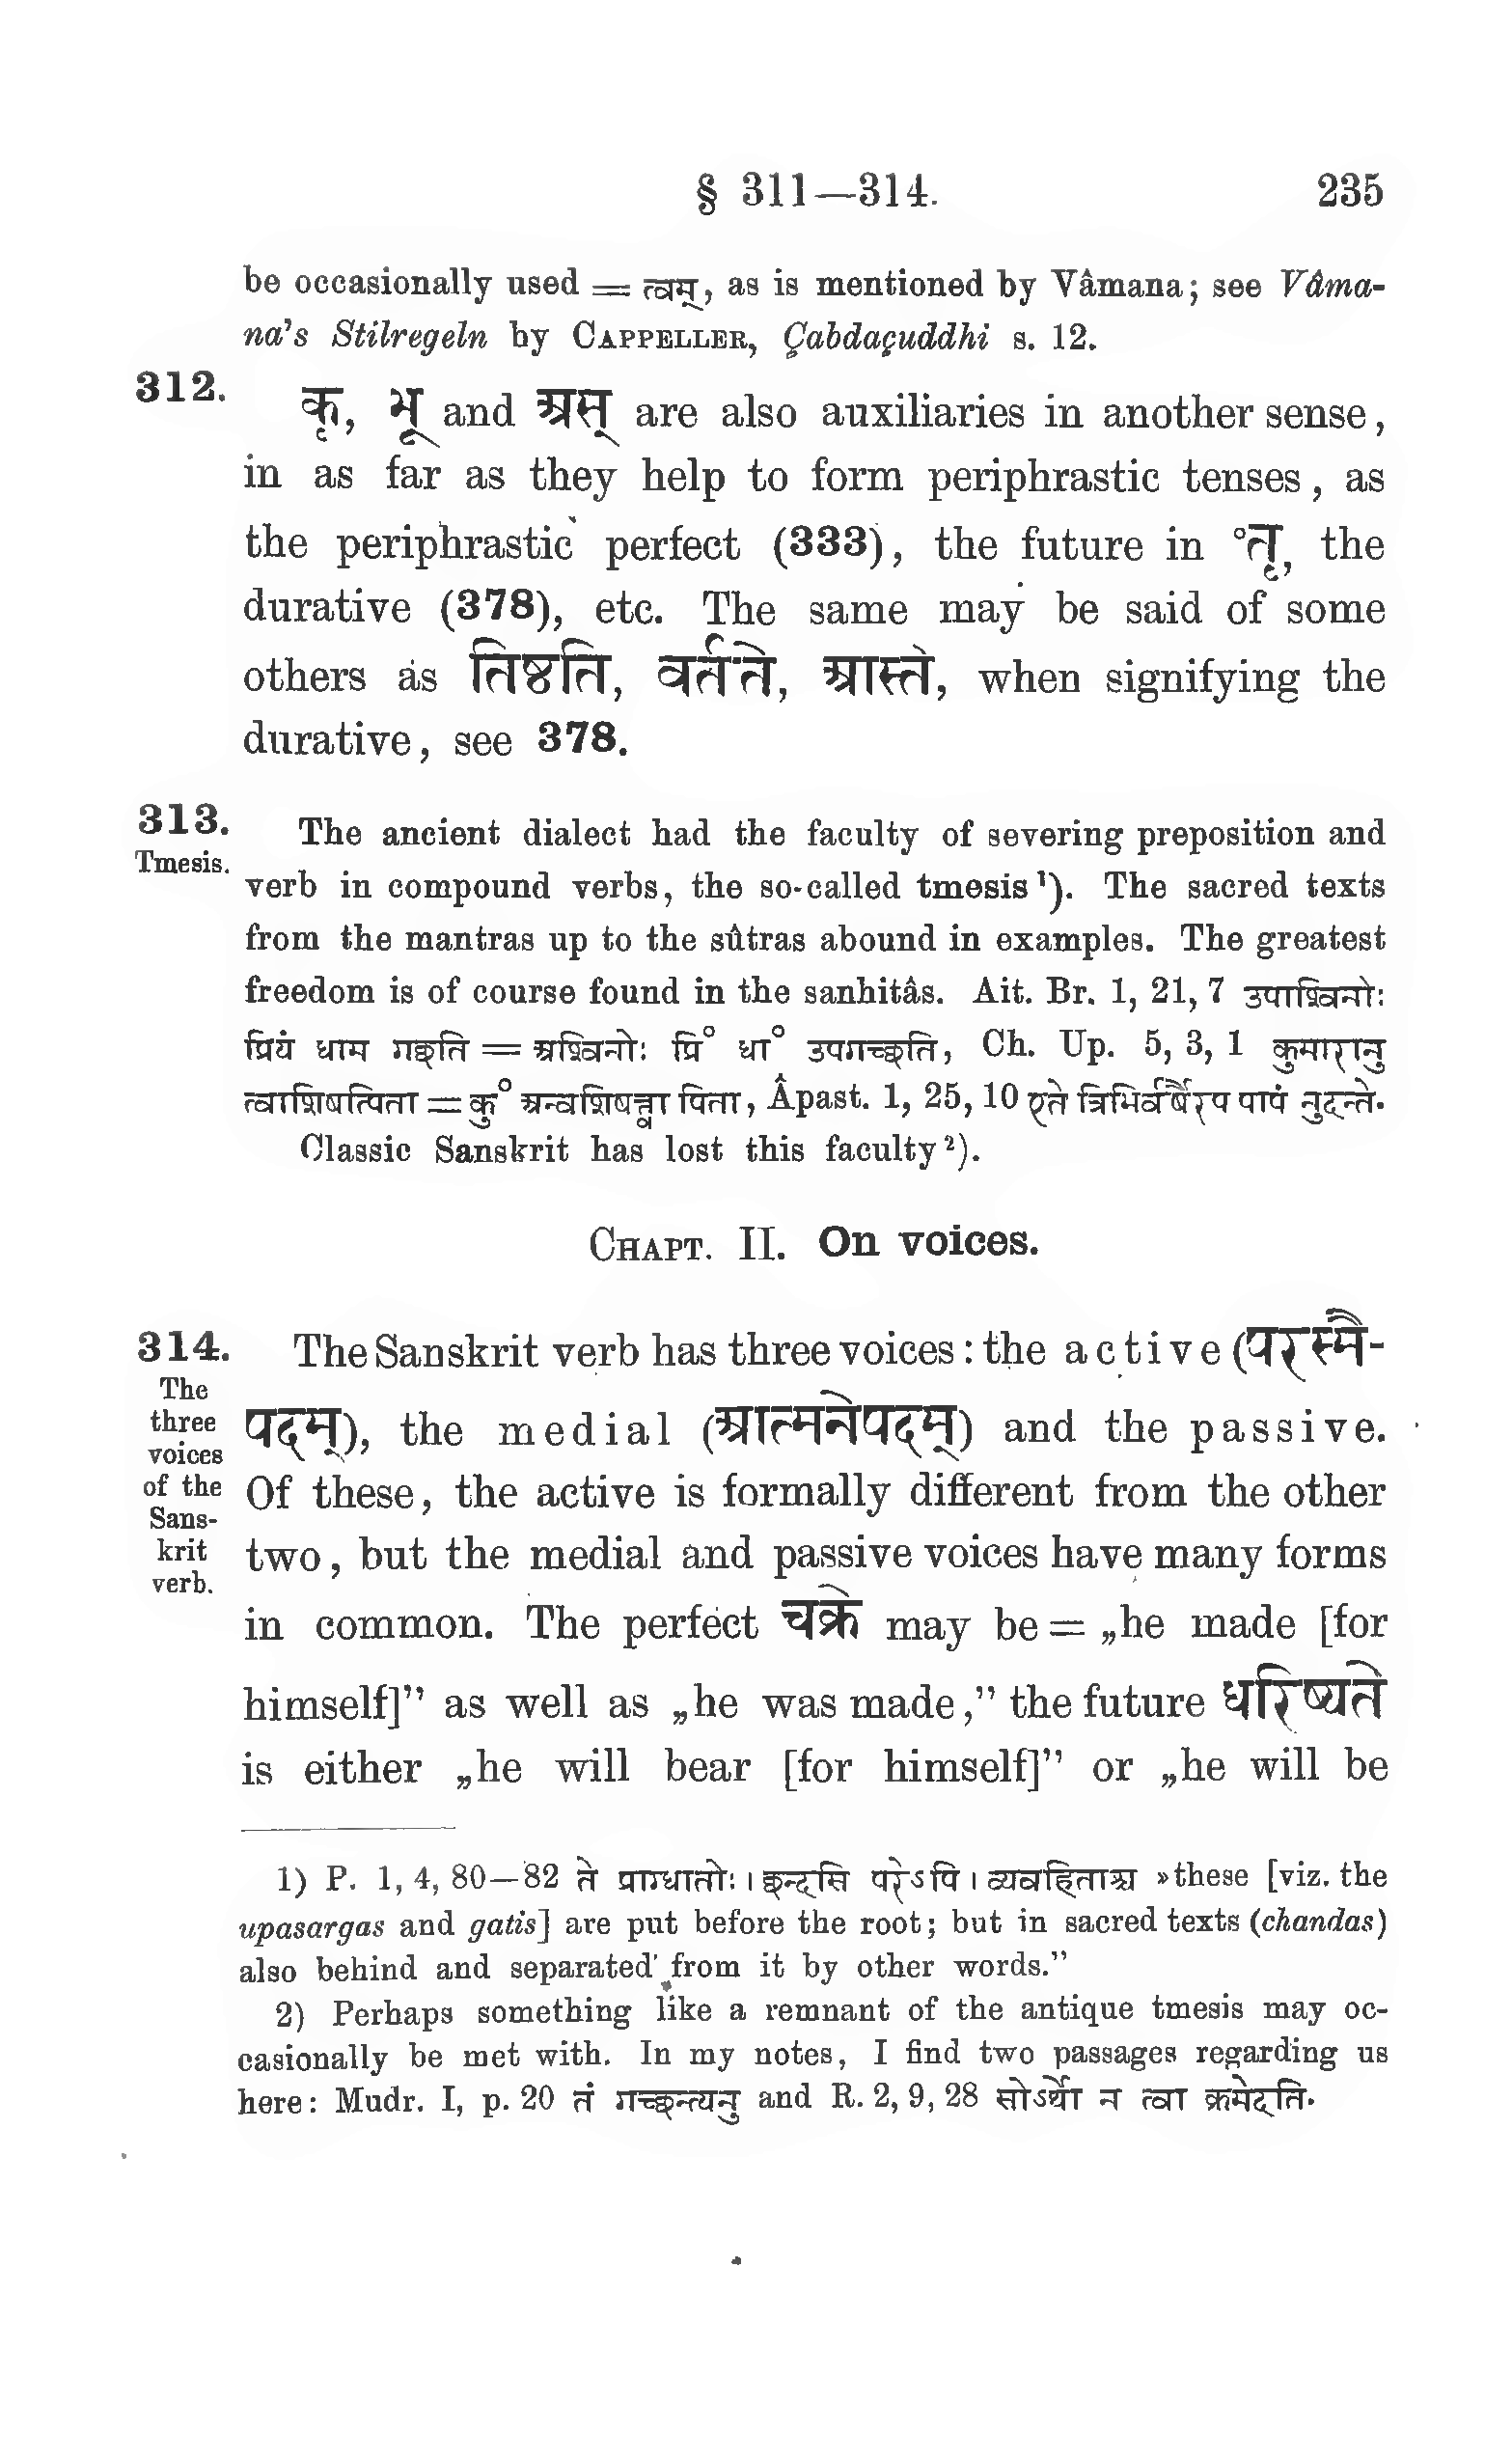 § 311—314. 235
be occasionally used = त्वम्, as is mentioned by Vâmana; see Vâma-
na's Stilregeln by CAPPELLER, Çabdaçuddhi s. 12.
312. कृ, भू and अस् are also auxiliaries in another sense,
in as far as they help to form periphrastic tenses, as
the periphrastic perfect (333), the future in °तृ, the
durative (378), etc. The same may be said of some
others as तिष्ठति, वर्तते, आस्ते, when signifying the
durative, see 378.
313. The ancient dialect had the faculty of severing preposition and
Tmesis.
verb in compound verbs, the so-called tmesis ¹). The sacred texts
from the mantras up to the sûtras abound in examples. The greatest
freedom is of course found in the sanhitâs. Ait. Br. 1, 21, 7 उपाश्विनोः
प्रियं धाम गच्छति = अश्विनोः प्रि° धा° उपगच्छति, Ch. Up. 5, 3, 1 कुमारानु
त्वाशिषत्पिता = कु° अन्वशिषत्त्वा पिता, Âpast. 1, 25, 10 एते त्रिभिर्वर्षैरप पापं नुदन्ते.
Classic Sanskrit has lost this faculty ²).
CHAPT. II. On voices.
314. The Sanskrit verb has three voices: the active (परस्मै-
पदम्), the medial (आत्मनेपदम्) and the passive.
Of these, the active is formally different from the other
two, but the medial and passive voices have many forms
in common. The perfect चक्रे may be = „he made [for
himself]” as well as „he was made,” the future धरिष्यते
is either „he will bear [for himself]” or „he will be
The
three
voices
of the
Sans-
krit
verb.
1) P. 1, 4, 80—82 ते प्राग्धातोः । छन्दसि परेऽपि । व्यवहिताश्च »these [viz. the
upasargas and gatis] are put before the root; but in sacred texts (chandas)
also behind and separated from it by other words.”
2) Perhaps something like a remnant of the antique tmesis may oc-
casionally be met with. In my notes, I find two passages regarding us
here: Mudr. I, p. 20 तं गच्छन्त्यनु and R. 2, 9, 28 सोऽर्थो न त्वा क्रमेदति.